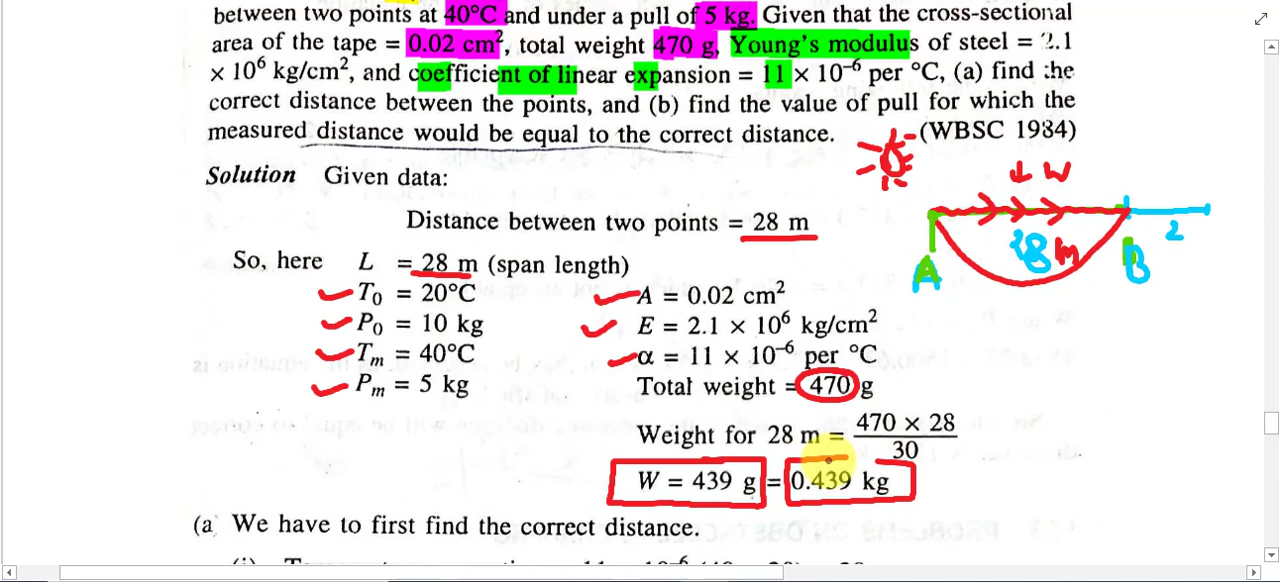 between two points at 40°C and under a pull of 5 kg. Given that the cross-sectional
area of the tape = 0.02 cm², total weight 470 g, Young's modulus of steel = 2.1
× 10⁶ kg/cm², and coefficient of linear expansion = 11 × 10⁻⁶ per °C, (a) find the
correct distance between the points, and (b) find the value of pull for which the
measured distance would be equal to the correct distance. (WBSC 1984)
Solution Given data:
Distance between two points = 28 m
So, here L = 28 m (span length)
T₀ = 20°C
P₀ = 10 kg
Tₘ = 40°C
Pₘ = 5 kg
A = 0.02 cm²
E = 2.1 × 10⁶ kg/cm²
α = 11 × 10⁻⁶ per °C
Total weight = 470 g
Weight for 28 m = 470 × 28
30
W = 439 g = 0.439 kg
(a) We have to first find the correct distance.
↓ W
28 m
2
A
B